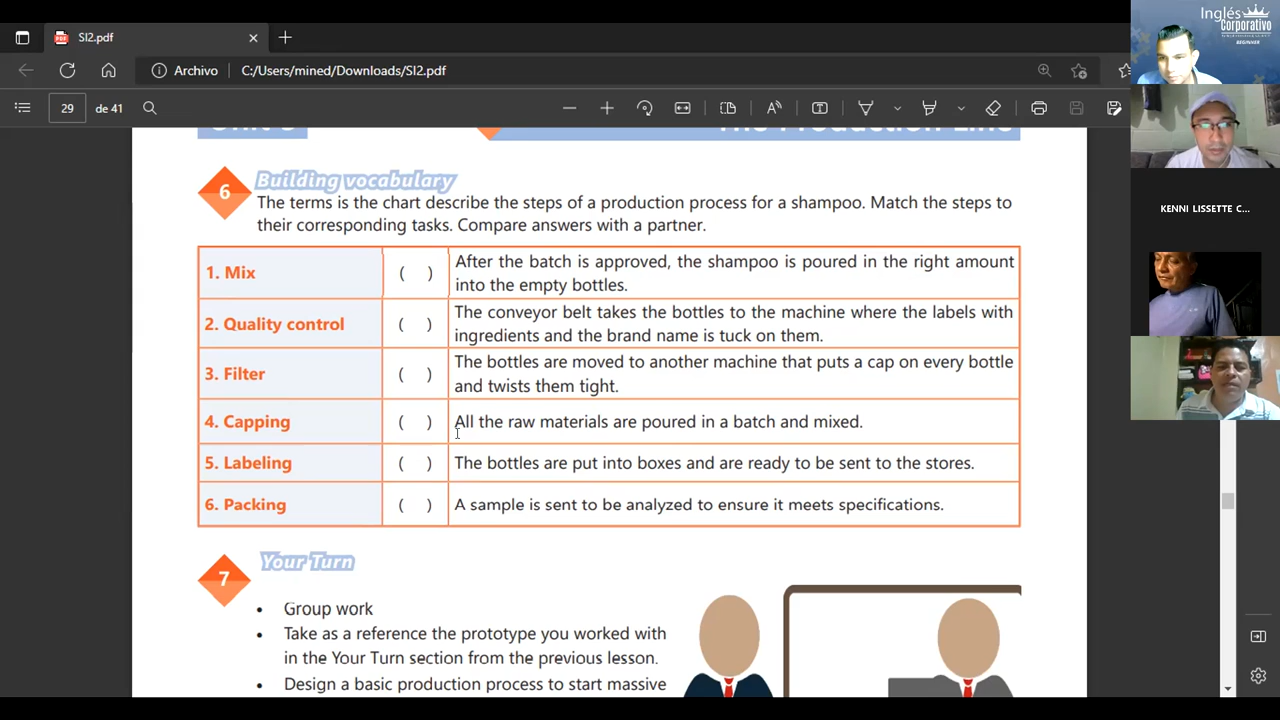 SI2.pdf
Archivo
C:/Users/mined/Downloads/SI2.pdf
29
de 41
Inglés
Corporativo
BEGINNER
KENNI LISSETTE C...
Unit 3
The Production Line
6
Building vocabulary
The terms is the chart describe the steps of a production process for a shampoo. Match the steps to
their corresponding tasks. Compare answers with a partner.
1. Mix
( )
After the batch is approved, the shampoo is poured in the right amount
into the empty bottles.
2. Quality control
( )
The conveyor belt takes the bottles to the machine where the labels with
ingredients and the brand name is tuck on them.
3. Filter
( )
The bottles are moved to another machine that puts a cap on every bottle
and twists them tight.
4. Capping
( )
All the raw materials are poured in a batch and mixed.
5. Labeling
( )
The bottles are put into boxes and are ready to be sent to the stores.
6. Packing
( )
A sample is sent to be analyzed to ensure it meets specifications.
7
Your Turn
• Group work
• Take as a reference the prototype you worked with
in the Your Turn section from the previous lesson.
• Design a basic production process to start massive